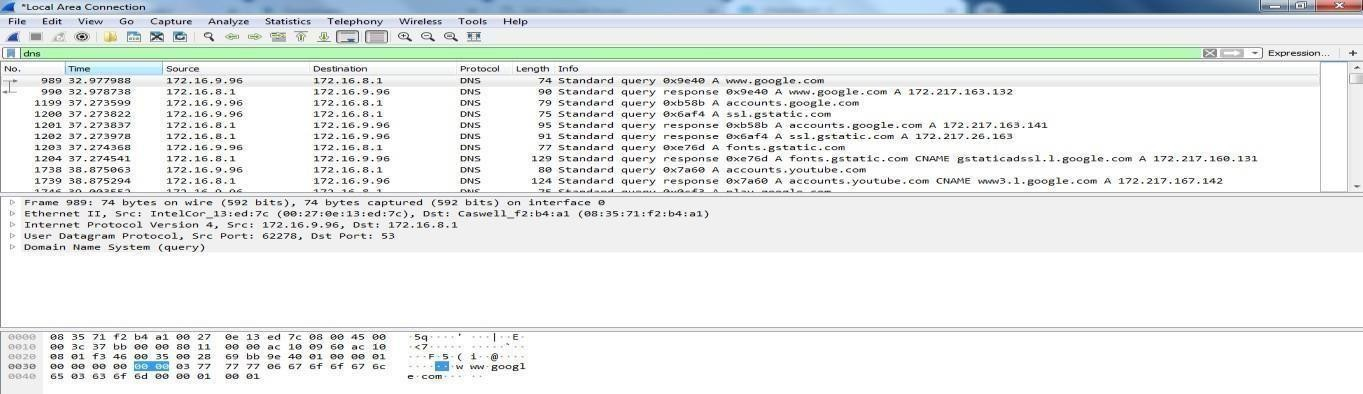 *Local Area Connection
File Edit View Go Capture Analyze Statistics Telephony Wireless Tools Help
dns Expression... +
No. Time Source Destination Protocol Length Info
989 32.977988 172.16.9.96 172.16.8.1 DNS 74 Standard query 0x9e40 A www.google.com
990 32.978738 172.16.8.1 172.16.9.96 DNS 90 Standard query response 0x9e40 A www.google.com A 172.217.163.132
1199 37.273599 172.16.9.96 172.16.8.1 DNS 79 Standard query 0xb58b A accounts.google.com
1200 37.273822 172.16.9.96 172.16.8.1 DNS 75 Standard query 0x6af4 A ssl.gstatic.com
1201 37.273837 172.16.8.1 172.16.9.96 DNS 95 Standard query response 0xb58b A accounts.google.com A 172.217.163.141
1202 37.273978 172.16.8.1 172.16.9.96 DNS 91 Standard query response 0x6af4 A ssl.gstatic.com A 172.217.26.163
1203 37.274368 172.16.9.96 172.16.8.1 DNS 77 Standard query 0xe76d A fonts.gstatic.com
1204 37.274541 172.16.8.1 172.16.9.96 DNS 129 Standard query response 0xe76d A fonts.gstatic.com CNAME gstaticadssl.l.google.com A 172.217.160.131
1738 38.875063 172.16.9.96 172.16.8.1 DNS 80 Standard query 0x7a60 A accounts.youtube.com
1739 38.875294 172.16.8.1 172.16.9.96 DNS 124 Standard query response 0x7a60 A accounts.youtube.com CNAME www3.l.google.com A 172.217.167.142
Frame 989: 74 bytes on wire (592 bits), 74 bytes captured (592 bits) on interface 0
Ethernet II, Src: IntelCor_13:ed:7c (00:27:0e:13:ed:7c), Dst: Caswell_f2:b4:a1 (08:35:71:f2:b4:a1)
Internet Protocol Version 4, Src: 172.16.9.96, Dst: 172.16.8.1
User Datagram Protocol, Src Port: 62278, Dst Port: 53
Domain Name System (query)
0000 08 35 71 f2 b4 a1 00 27 0e 13 ed 7c 08 00 45 00 ·5q····' ···|··E·
0010 00 3c 37 bb 00 00 80 11 00 00 ac 10 09 60 ac 10 ·<7····· ·····`··
0020 08 01 f3 46 00 35 00 28 69 bb 9e 40 01 00 00 01 ···F·5·( i··@····
0030 00 00 00 00 00 00 03 77 77 77 06 67 6f 6f 67 6c ·······w ww·googl
0040 65 03 63 6f 6d 00 00 01 00 01 e·com··· ··